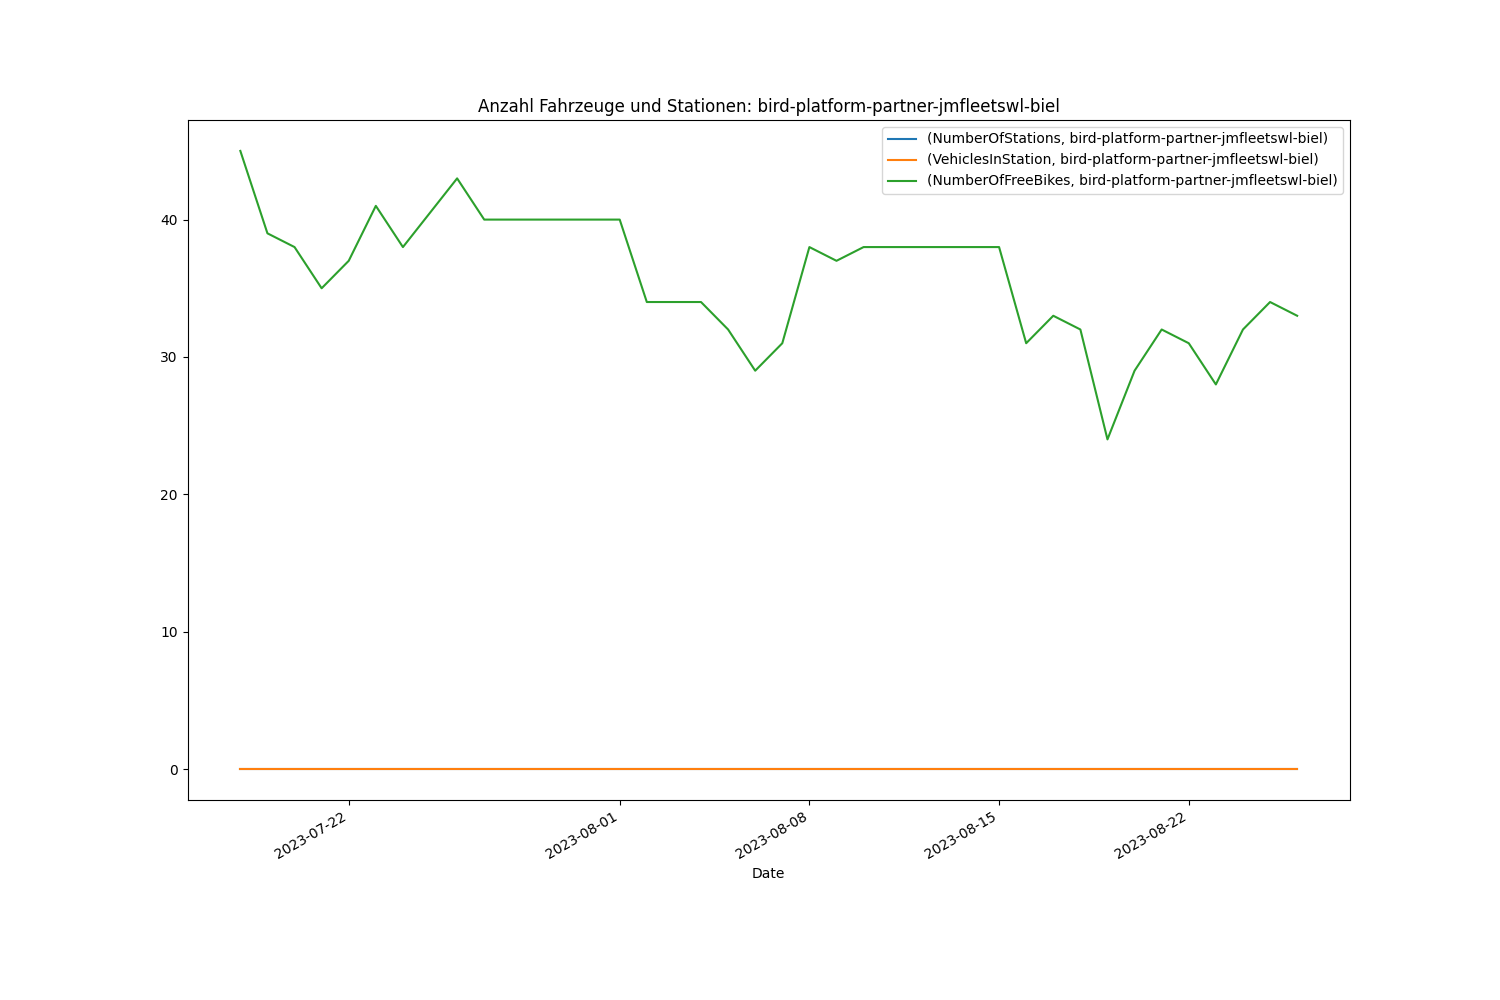 Anzahl Fahrzeuge und Stationen: bird-platform-partner-jmfleetswl-biel
(NumberOfStations, bird-platform-partner-jmfleetswl-biel)
(VehiclesInStation, bird-platform-partner-jmfleetswl-biel)
(NumberOfFreeBikes, bird-platform-partner-jmfleetswl-biel)
40
30
20
10
0
2023-07-22
2023-08-01
2023-08-08
2023-08-15
2023-08-22
Date